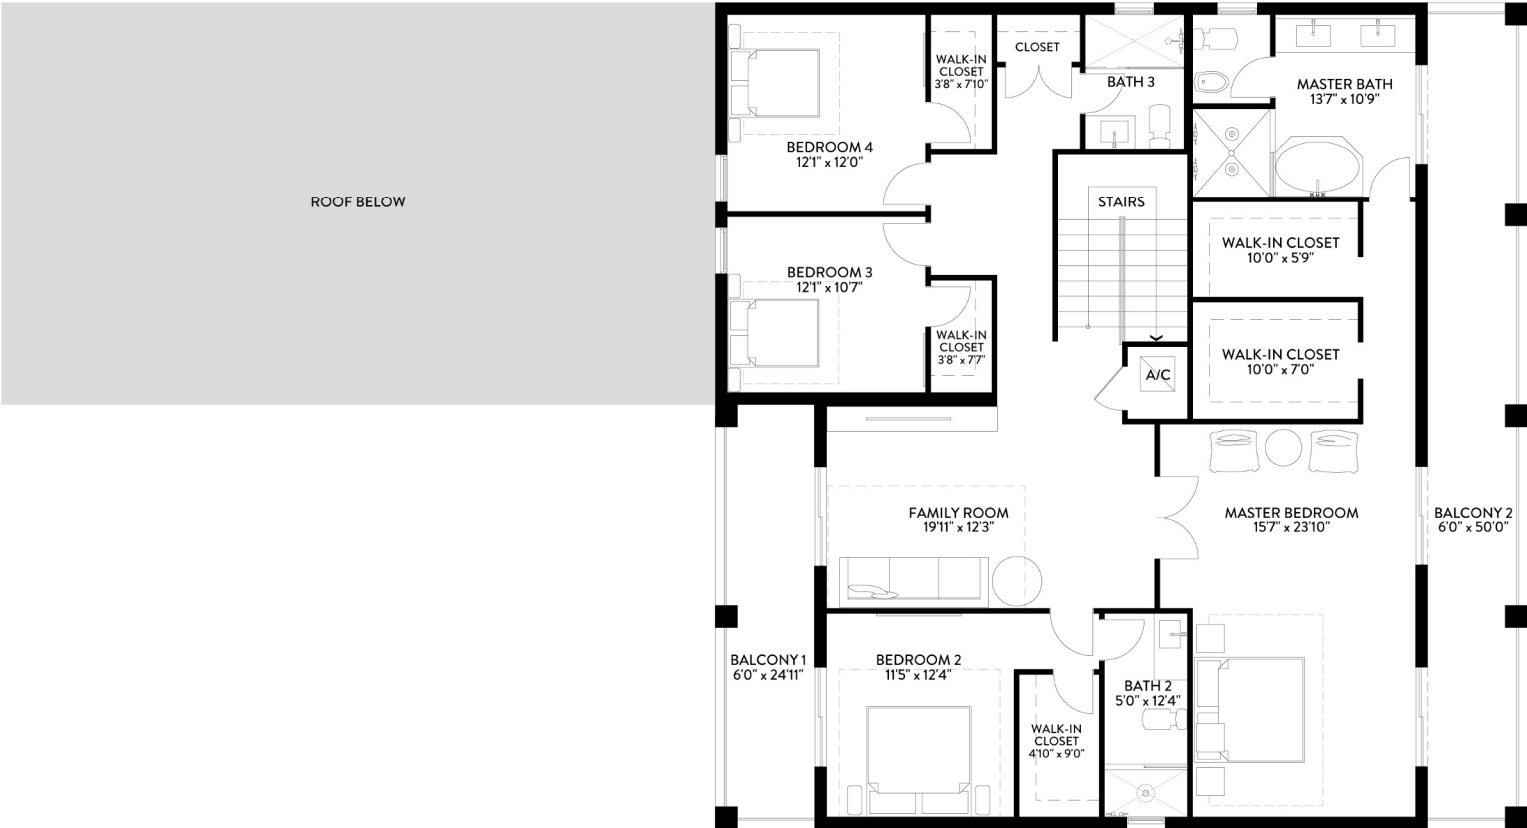 CLOSET
WALK-IN
CLOSET
3'8" x 7'10"
BATH 3
MASTER BATH
13'7" x 10'9"
BEDROOM 4
12'1" x 12'0"
ROOF BELOW
STAIRS
WALK-IN CLOSET
10'0" x 5'9"
BEDROOM 3
12'1" x 10'7"
WALK-IN
CLOSET
3'8" x 7'7"
WALK-IN CLOSET
10'0" x 7'0"
A/C
FAMILY ROOM
19'11" x 12'3"
MASTER BEDROOM
15'7" x 23'10"
BALCONY 2
6'0" x 50'0"
BALCONY 1
6'0" x 24'11"
BEDROOM 2
11'5" x 12'4"
BATH 2
5'0" x 12'4"
WALK-IN
CLOSET
4'10" x 9'0"